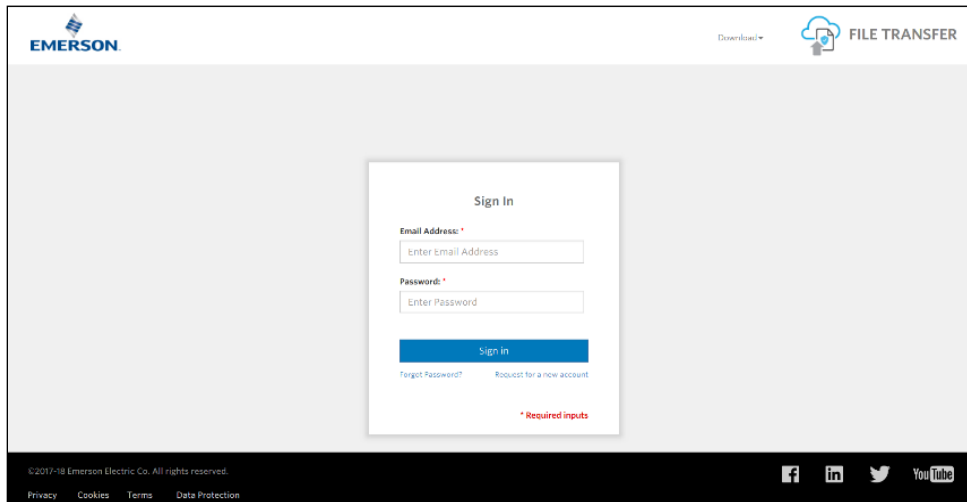 EMERSON.
Download
FILE TRANSFER
Sign In
Email Address: *
Enter Email Address
Password: *
Enter Password
Sign in
Forgot Password? Request for a new account
* Required inputs
©2017-18 Emerson Electric Co. All rights reserved.
f in You Tube
Privacy Cookies Terms Data Protection